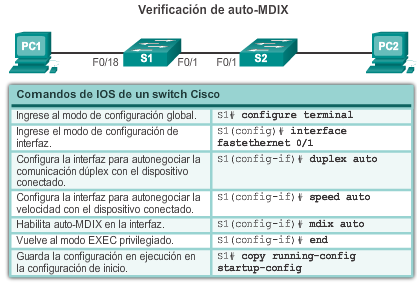 Verificación de auto-MDIX
PC1
F0/18
S1
F0/1
F0/1
S2
PC2
Comandos de IOS de un switch Cisco
Ingrese al modo de configuración global.
S1# configure terminal
Ingrese el modo de configuración de
interfaz.
S1(config)# interface
fastethernet 0/1
Configura la interfaz para autonegociar la
comunicación dúplex con el dispositivo
conectado.
S1(config-if)# duplex auto
Configura la interfaz para autonegociar la
velocidad con el dispositivo conectado.
S1(config-if)# speed auto
Habilita auto-MDIX en la interfaz.
S1(config-if)# mdix auto
Vuelve al modo EXEC privilegiado.
S1(config-if)# end
Guarda la configuración en ejecución en
la configuración de inicio.
S1# copy running-config
startup-config